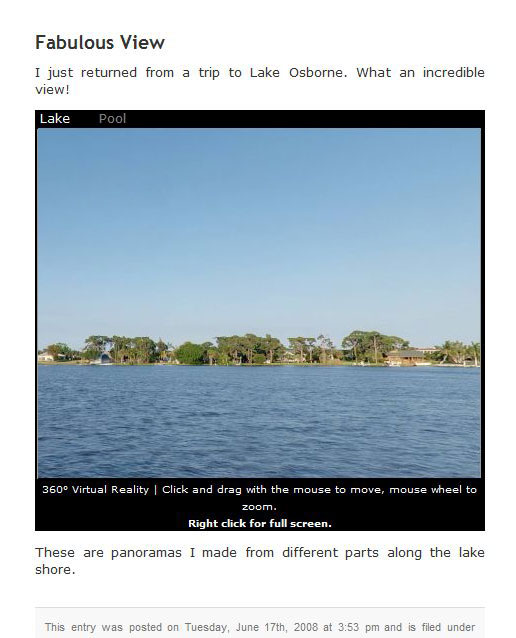 Fabulous View
I just returned from a trip to Lake Osborne. What an incredible
view!
Lake Pool
360° Virtual Reality | Click and drag with the mouse to move, mouse wheel to
zoom.
Right click for full screen.
These are panoramas I made from different parts along the lake
shore.
This entry was posted on Tuesday, June 17th, 2008 at 3:53 pm and is filed under